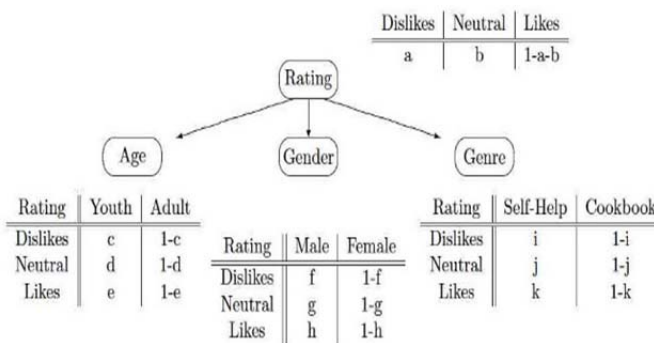 Dislikes Neutral Likes
a b 1-a-b
Rating
Age Gender Genre
Rating Youth Adult
Dislikes c 1-c
Neutral d 1-d
Likes e 1-e
Rating Male Female
Dislikes f 1-f
Neutral g 1-g
Likes h 1-h
Rating Self-Help Cookbook
Dislikes i 1-i
Neutral j 1-j
Likes k 1-k